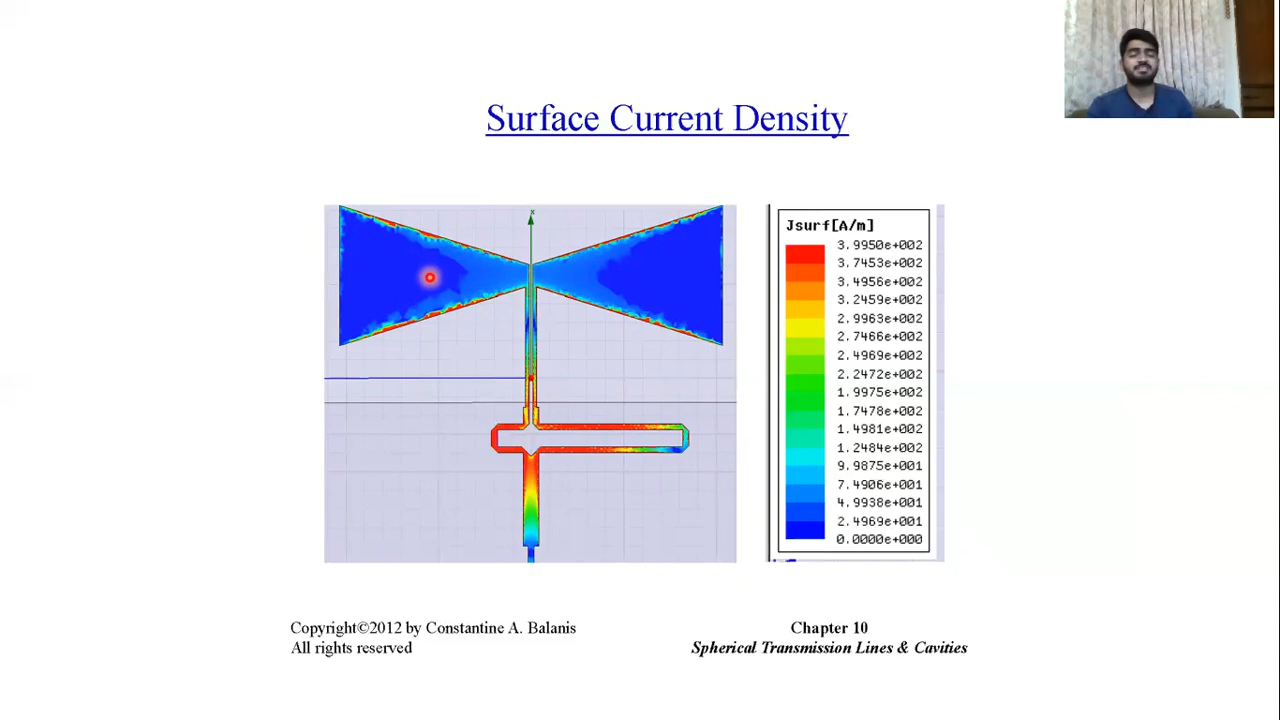 Surface Current Density
x
Jsurf[A/m]
3.9950e+002
3.7453e+002
3.4956e+002
3.2459e+002
2.9963e+002
2.7466e+002
2.4969e+002
2.2472e+002
1.9975e+002
1.7478e+002
1.4981e+002
1.2484e+002
9.9875e+001
7.4906e+001
4.9938e+001
2.4969e+001
0.0000e+000
Copyright©2012 by Constantine A. Balanis
All rights reserved
Chapter 10
Spherical Transmission Lines & Cavities